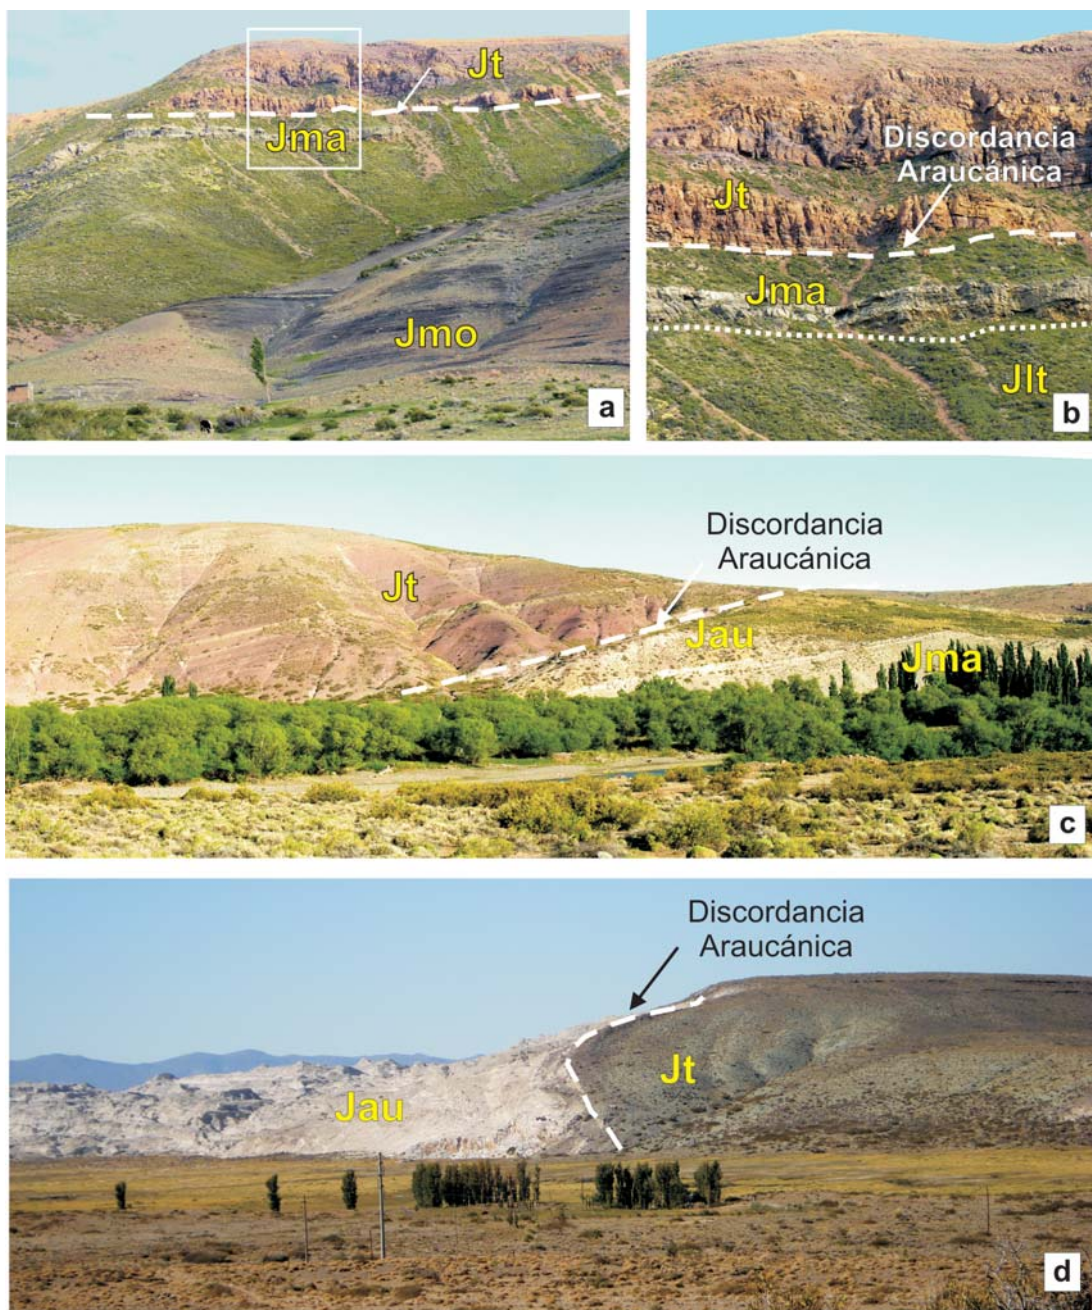 Jt
Jma
Jmo
a
Discordancia
Araucánica
Jt
Jma
Jlt
b
Discordancia
Araucánica
Jt
Jau
Jma
c
Discordancia
Araucánica
Jt
Jau
d